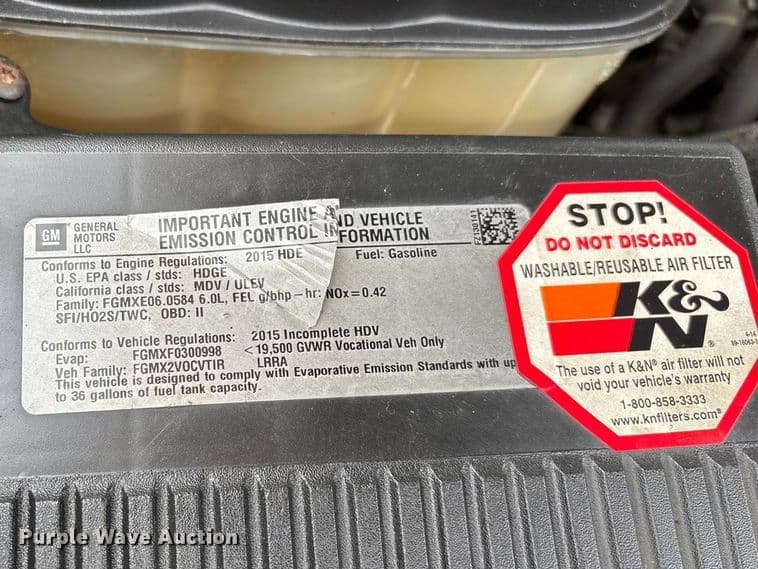 GM
GENERAL
MOTORS
LLC
IMPORTANT ENGINE AND VEHICLE
EMISSION CONTROL INFORMATION
Conforms to Engine Regulations: 2015 HDE Fuel: Gasoline
U.S. EPA class / stds: HDGE
California class / stds: MDV / ULEV
Family: FGMXE06.0584 6.0L, FEL g/bhp-hr: NOx=0.42
SFI/HO2S/TWC, OBD: II
Conforms to Vehicle Regulations: 2015 Incomplete HDV
Evap: FGMXF0300998 <19,500 GVWR Vocational Veh Only
Veh Family: FGMX2VOCVTIR LRRA
This vehicle is designed to comply with Evaporative Emission Standards with up
to 36 gallons of fuel tank capacity.
STOP!
DO NOT DISCARD
WASHABLE/REUSABLE AIR FILTER
K&N®
The use of a K&N® air filter will not
void your vehicle's warranty
1-800-858-3333
www.knfilters.com®
Purple Wave Auction